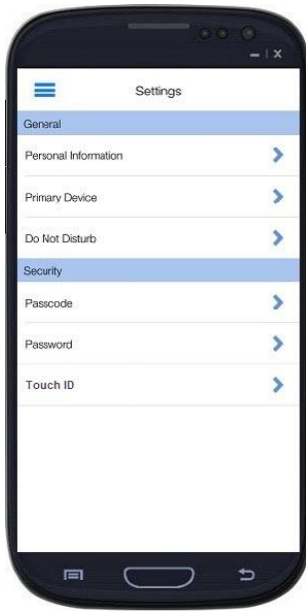 Settings
General
Personal Information
Primary Device
Do Not Disturb
Security
Passcode
Password
Touch ID